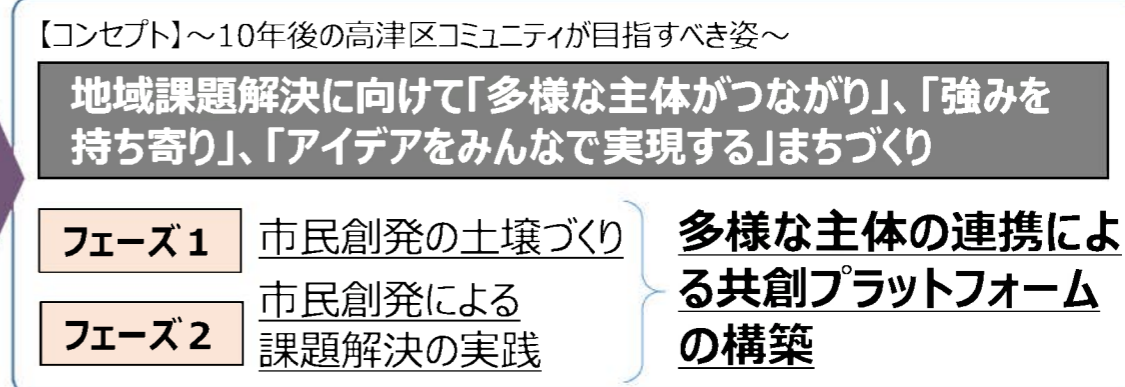 【コンセプト】～10年後の高津区コミュニティが目指すべき姿～
地域課題解決に向けて「多様な主体がつながり」、「強みを
持ち寄り」、「アイデアをみんなで実現する」まちづくり
フェーズ1
市民創発の土壌づくり
フェーズ2
市民創発による
課題解決の実践
多様な主体の連携によ
る共創プラットフォーム
の構築